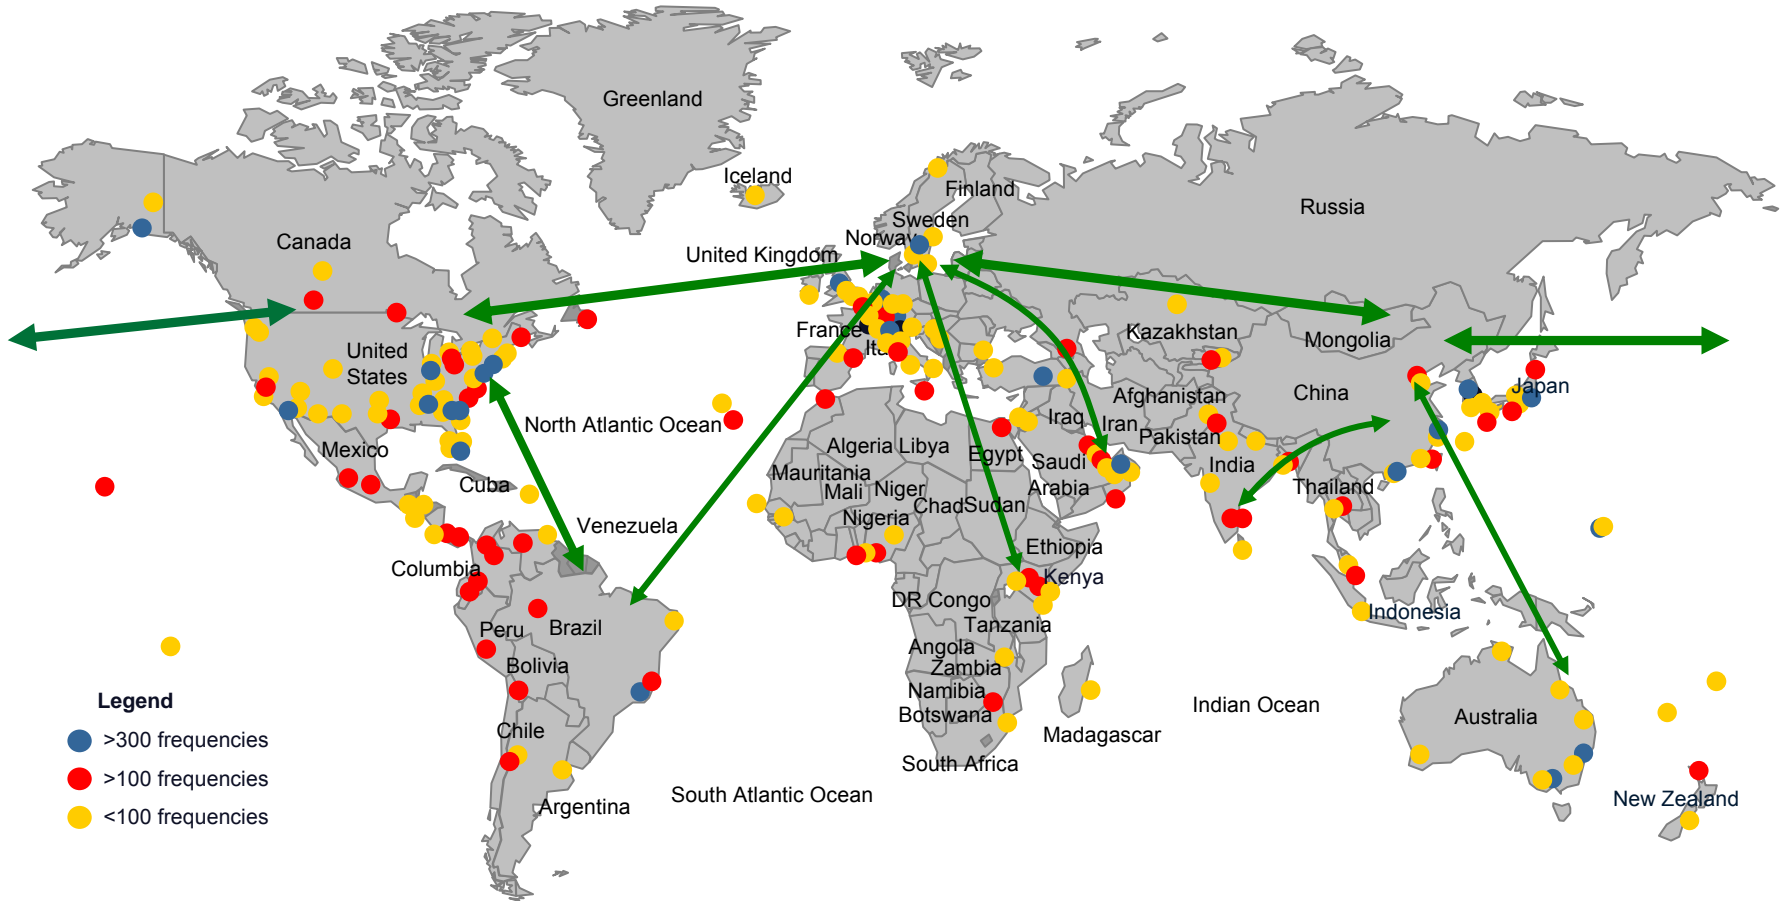 Greenland
Iceland
Finland
Russia
Sweden
Canada
Norway
United Kingdom
France
Kazakhstan
Mongolia
United
States
Afghanistan
China
Japan
North Atlantic Ocean
Iraq
Iran
Pakistan
Mexico
Algeria
Libya
Egypt
Saudi
Arabia
India
Mauritania
Mali
Niger
Chad
Sudan
Thailand
Cuba
Venezuela
Nigeria
Ethiopia
Columbia
Kenya
DR Congo
Indonesia
Peru
Brazil
Tanzania
Angola
Bolivia
Zambia
Namibia
Botswana
Indian Ocean
Legend
Australia
Chile
Madagascar
>300 frequencies
South Africa
>100 frequencies
South Atlantic Ocean
New Zealand
Argentina
<100 frequencies